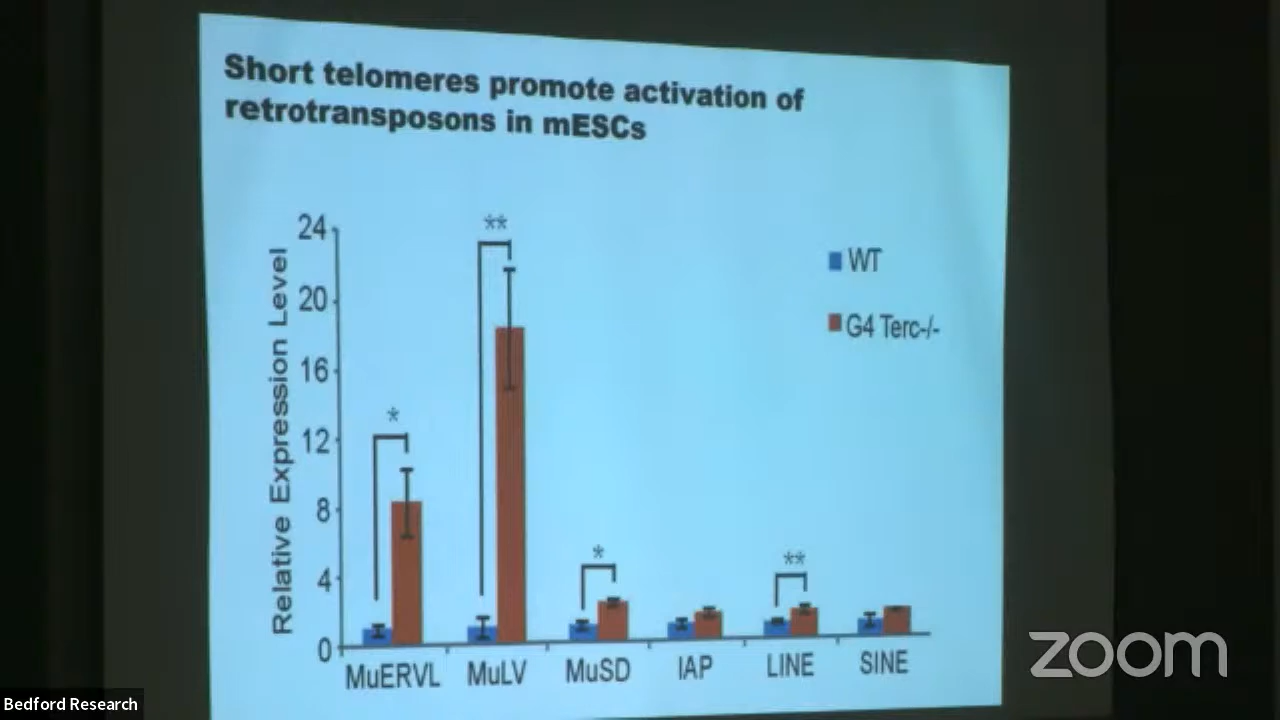 Short telomeres promote activation of
retrotransposons in mESCs
Relative Expression Level
24
20
16
12
8
4
0
*
**
*
**
WT
G4 Terc-/-
MuERVL
MuLV
MuSD
IAP
LINE
SINE
zoom
Bedford Research